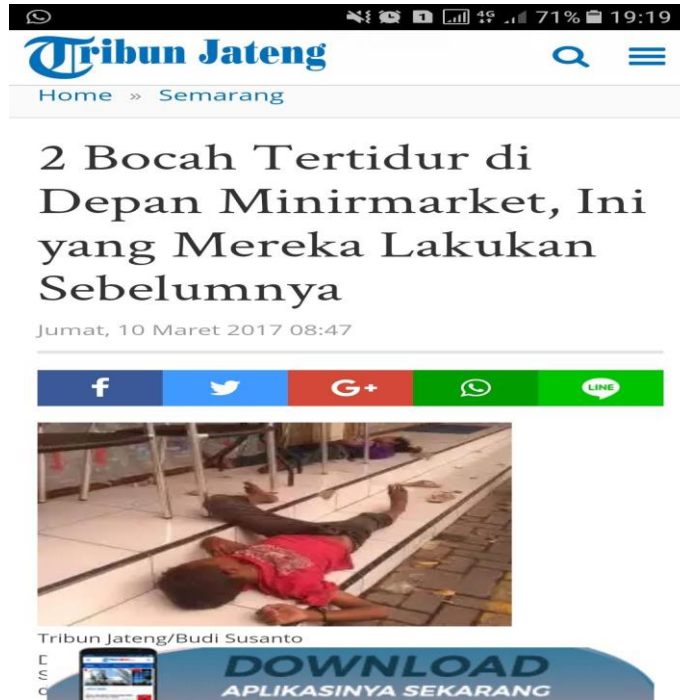 4G 71% 19:19
Tribun Jateng
Home » Semarang
2 Bocah Tertidur di
Depan Minirmarket, Ini
yang Mereka Lakukan
Sebelumnya
Jumat, 10 Maret 2017 08:47
f G+ LINE
Tribun Jateng/Budi Susanto
DOWNLOAD
APLIKASINYA SEKARANG